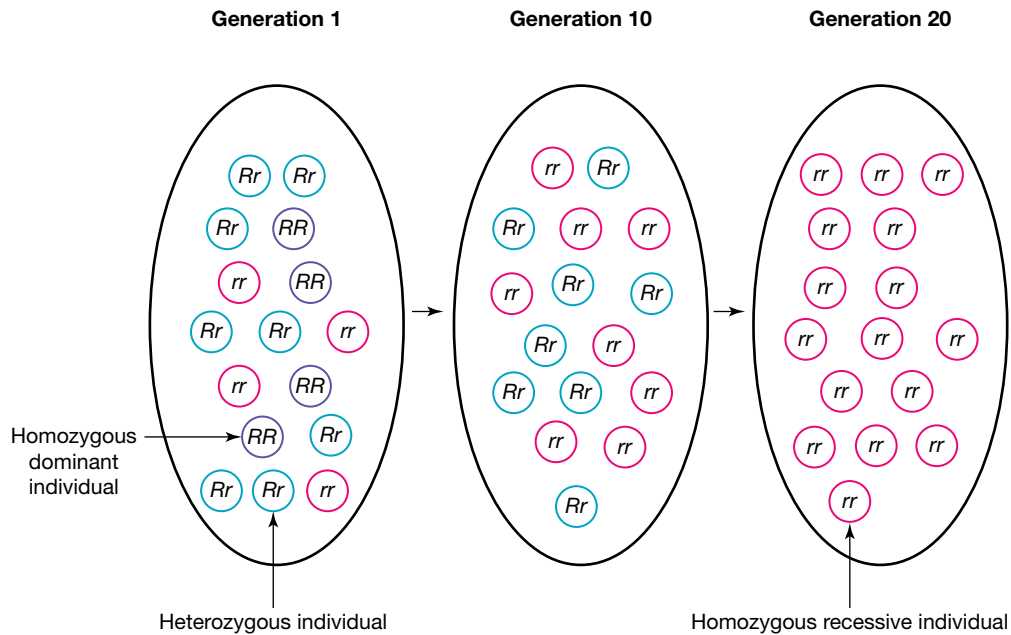 Generation 1 Generation 10 Generation 20
Rr Rr rr Rr rr rr rr
Rr RR Rr rr rr rr rr
rr RR rr Rr Rr rr rr
Rr Rr rr Rr rr rr rr rr
rr RR Rr Rr rr rr rr
Homozygous
dominant
individual
RR Rr rr rr rr rr rr
Rr Rr rr Rr rr
Heterozygous individual Homozygous recessive individual